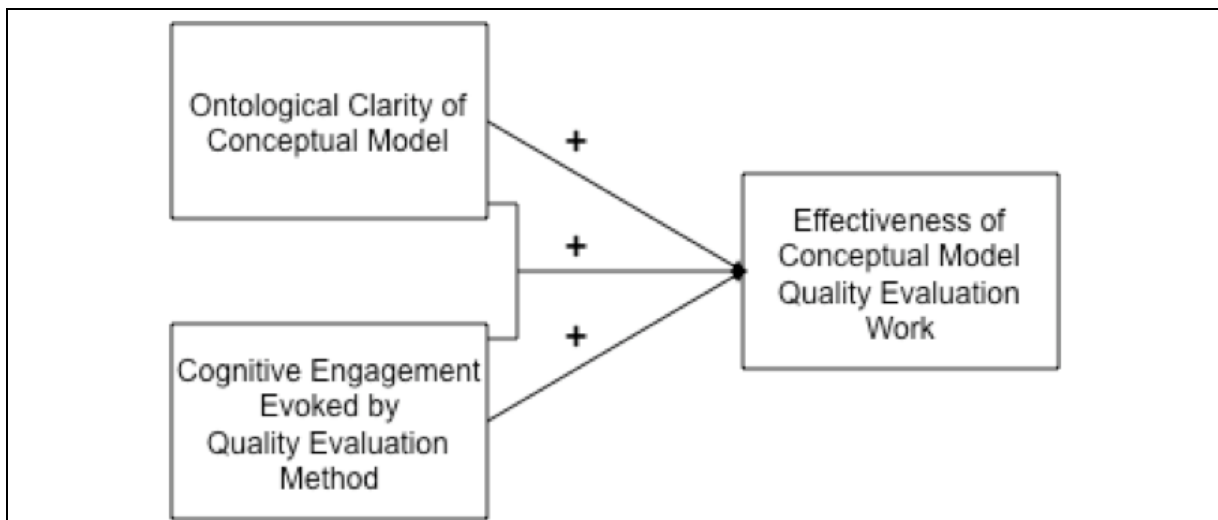 Ontological Clarity of
Conceptual Model
+
+
+
Effectiveness of
Conceptual Model
Quality Evaluation
Work
Cognitive Engagement
Evoked by
Quality Evaluation
Method